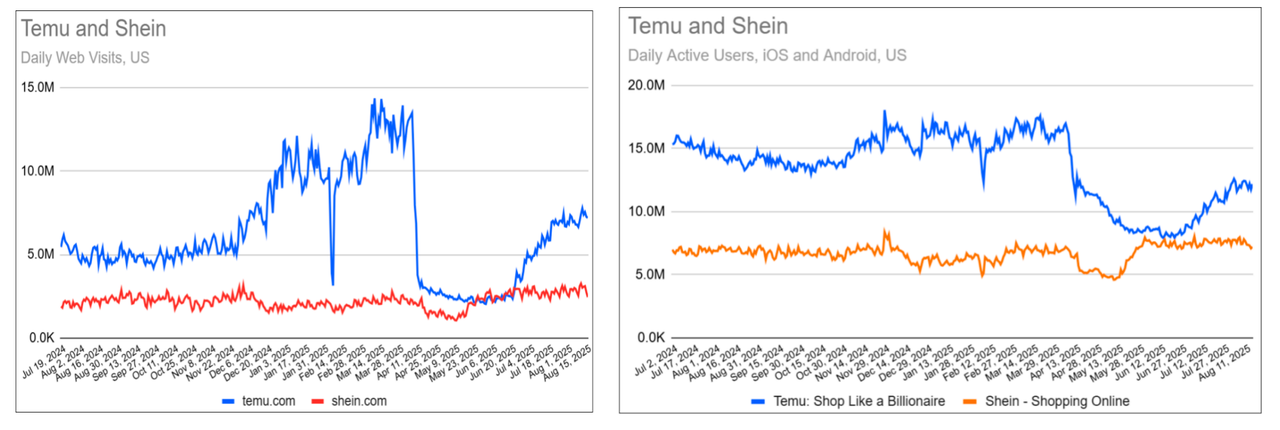 Temu and Shein
Daily Web Visits, US
15.0M
10.0M
5.0M
0.0K
Jul 19, 2024
Aug 2, 2024
Aug 16, 2024
Aug 30, 2024
Sep 13, 2024
Sep 27, 2024
Oct 11, 2024
Oct 25, 2024
Nov 8, 2024
Nov 22, 2024
Dec 6, 2024
Dec 20, 2024
Jan 3, 2025
Jan 17, 2025
Jan 31, 2025
Feb 14, 2025
Feb 28, 2025
Mar 14, 2025
Mar 28, 2025
Apr 11, 2025
Apr 25, 2025
May 9, 2025
May 23, 2025
Jun 6, 2025
Jun 20, 2025
Jul 4, 2025
Jul 18, 2025
Aug 1, 2025
Aug 15, 2025
temu.com
shein.com
Temu and Shein
Daily Active Users, iOS and Android, US
20.0M
15.0M
10.0M
5.0M
0.0K
Jul 2, 2024
Jul 17, 2024
Aug 1, 2024
Aug 16, 2024
Aug 31, 2024
Sep 15, 2024
Sep 30, 2024
Oct 15, 2024
Oct 30, 2024
Nov 14, 2024
Nov 29, 2024
Dec 14, 2024
Dec 29, 2024
Jan 13, 2025
Jan 28, 2025
Feb 12, 2025
Feb 27, 2025
Mar 14, 2025
Mar 29, 2025
Apr 13, 2025
Apr 28, 2025
May 13, 2025
May 28, 2025
Jun 12, 2025
Jun 27, 2025
Jul 12, 2025
Jul 27, 2025
Aug 11, 2025
Temu: Shop Like a Billionaire
Shein - Shopping Online